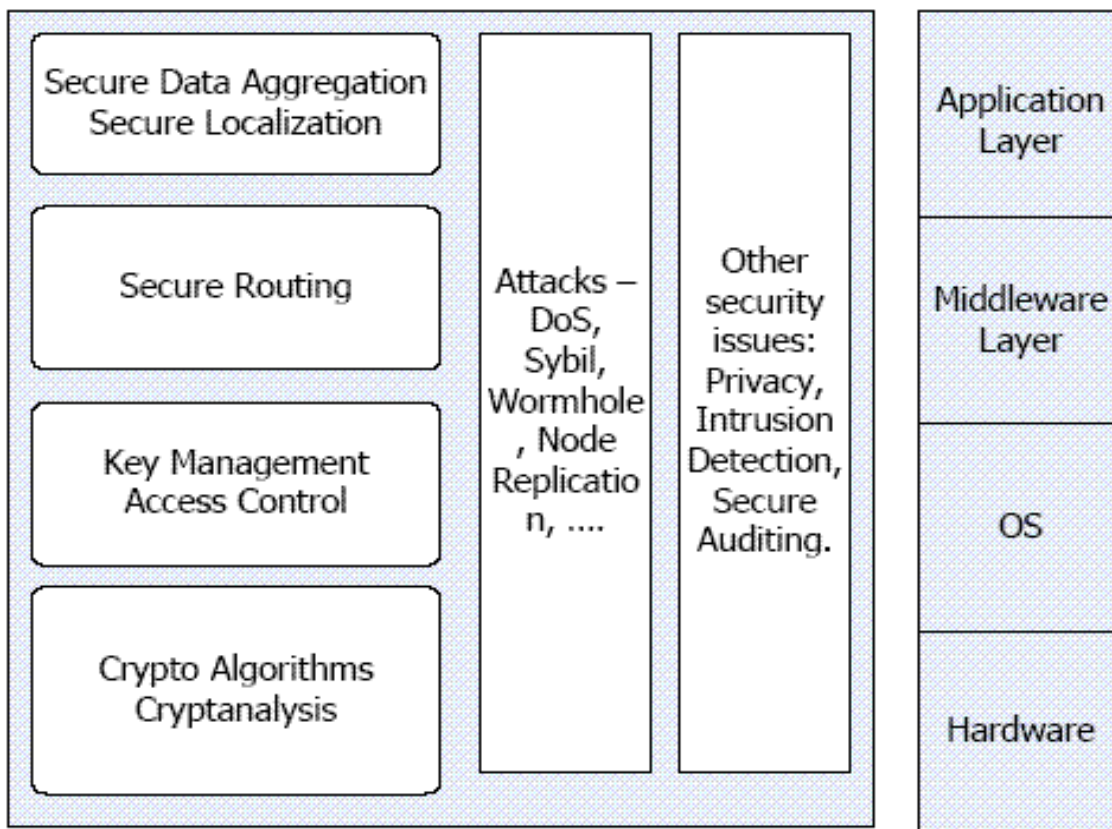 Secure Data Aggregation
Secure Localization
Secure Routing
Key Management
Access Control
Crypto Algorithms
Cryptanalysis
Attacks –
DoS,
Sybil,
Wormhole
, Node
Replicatio
n, ....
Other
security
issues:
Privacy,
Intrusion
Detection,
Secure
Auditing.
Application
Layer
Middleware
Layer
OS
Hardware